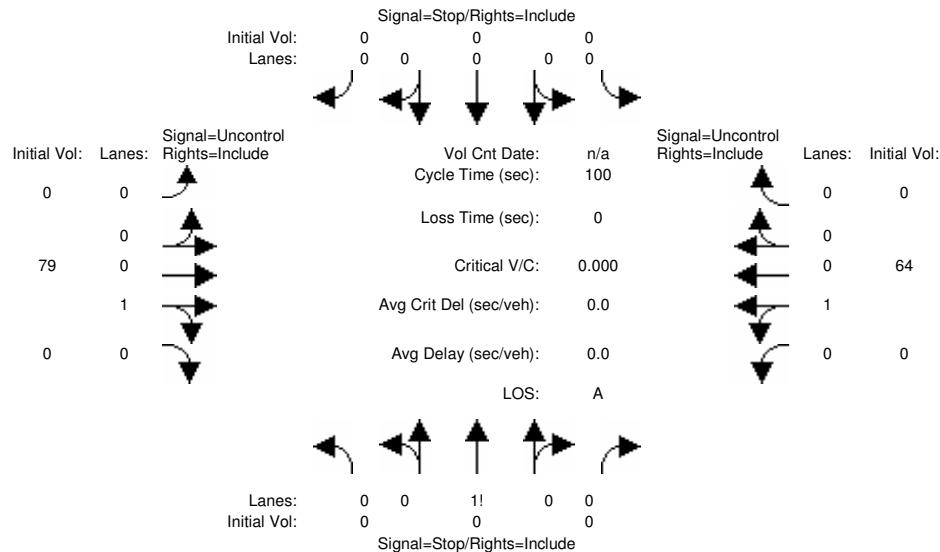 Signal=Stop/Rights=Include
Initial Vol: 0 0 0
Lanes: 0 0 0 0 0
Signal=Uncontrol Signal=Uncontrol
Initial Vol: Lanes: Rights=Include Vol Cnt Date: n/a Rights=Include Lanes: Initial Vol:
Cycle Time (sec): 100
0 0 0 0
Loss Time (sec): 0
0 0
79 0 Critical V/C: 0.000 0 64
1 Avg Crit Del (sec/veh): 0.0 1
0 0 Avg Delay (sec/veh): 0.0 0 0
LOS: A
Lanes: 0 0 1! 0 0
Initial Vol: 0 0 0
Signal=Stop/Rights=Include